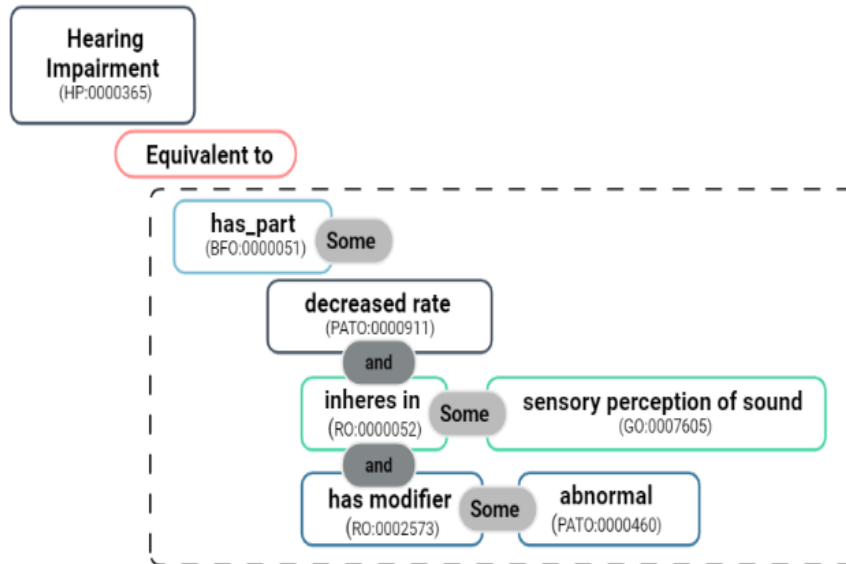 Hearing
Impairment
(HP:0000365)
Equivalent to
has_part
(BFO:0000051)
Some
decreased rate
(PATO:0000911)
and
inheres in
(RO:0000052)
Some
sensory perception of sound
(GO:0007605)
and
has modifier
(RO:0002573)
Some
abnormal
(PATO:0000460)